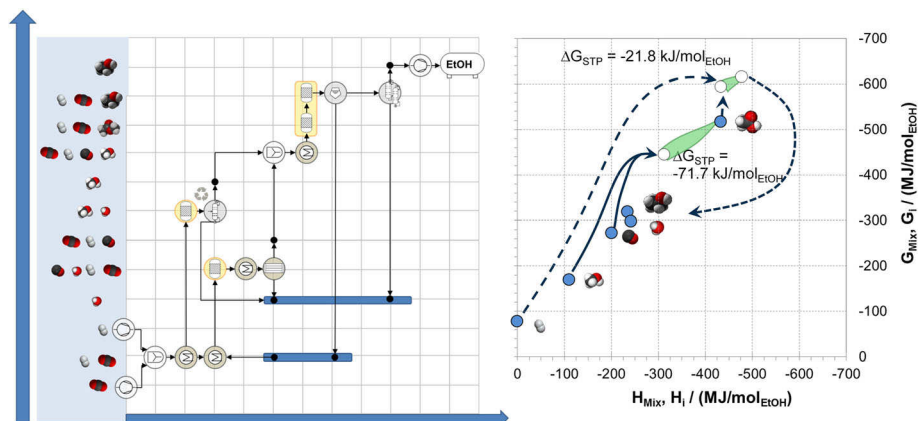 EtOH
ΔG_STP = -21.8 kJ/mol_EtOH
ΔG_STP =
-71.7 kJ/mol_EtOH
-700
-600
-500
-400
-300
-200
-100
0
G_Mix, G_i / (MJ/mol_EtOH)
0 -100 -200 -300 -400 -500 -600 -700
H_Mix, H_i / (MJ/mol_EtOH)